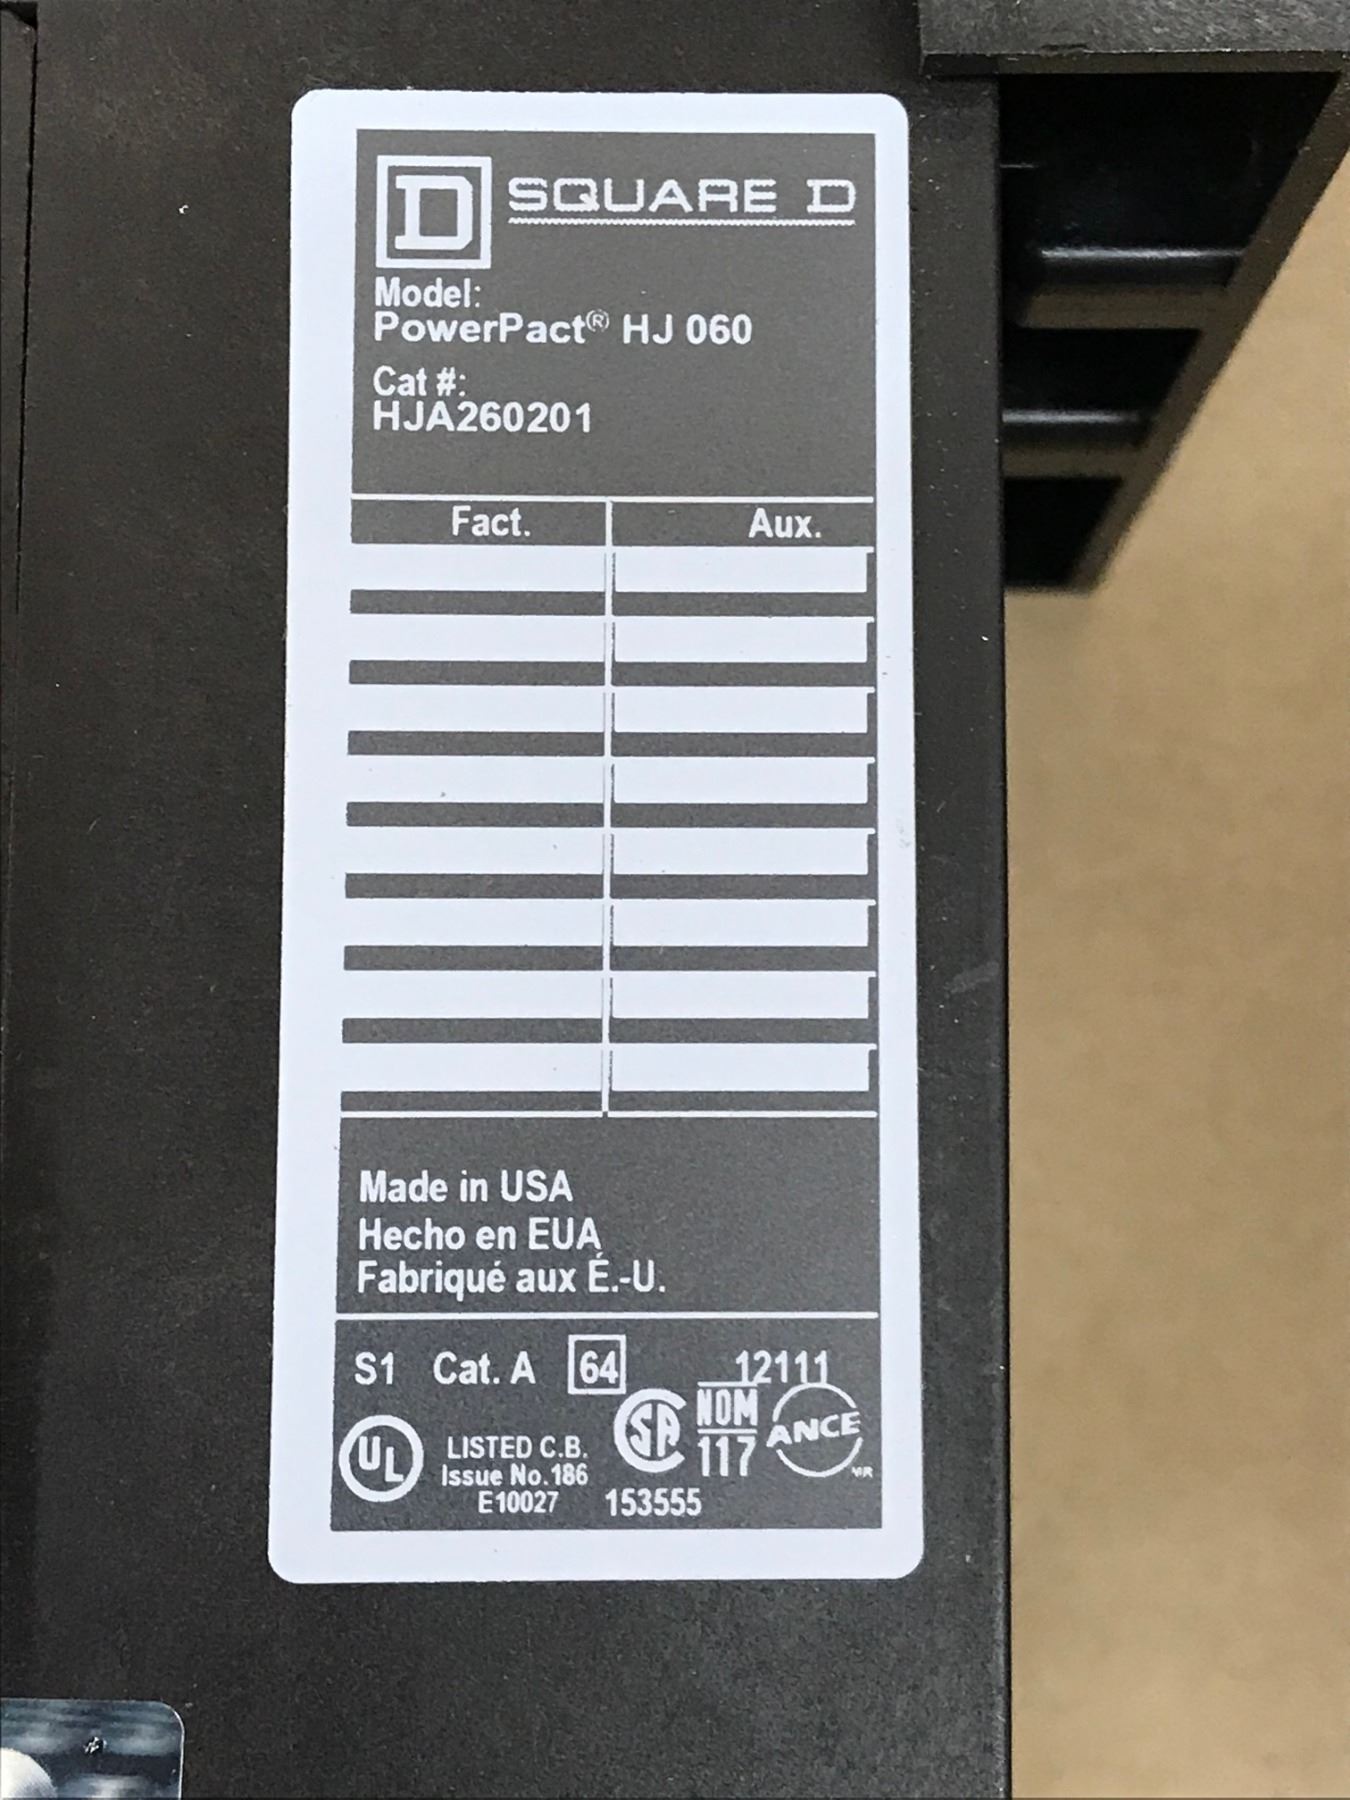 D SQUARE D
Model:
PowerPact® HJ 060
Cat #:
HJA260201
Fact. Aux.
Made in USA
Hecho en EUA
Fabriqué aux É.-U.
S1 Cat. A 64 12111
UL LISTED C.B. SA NOM ANCE
Issue No.186 117
E10027 153555